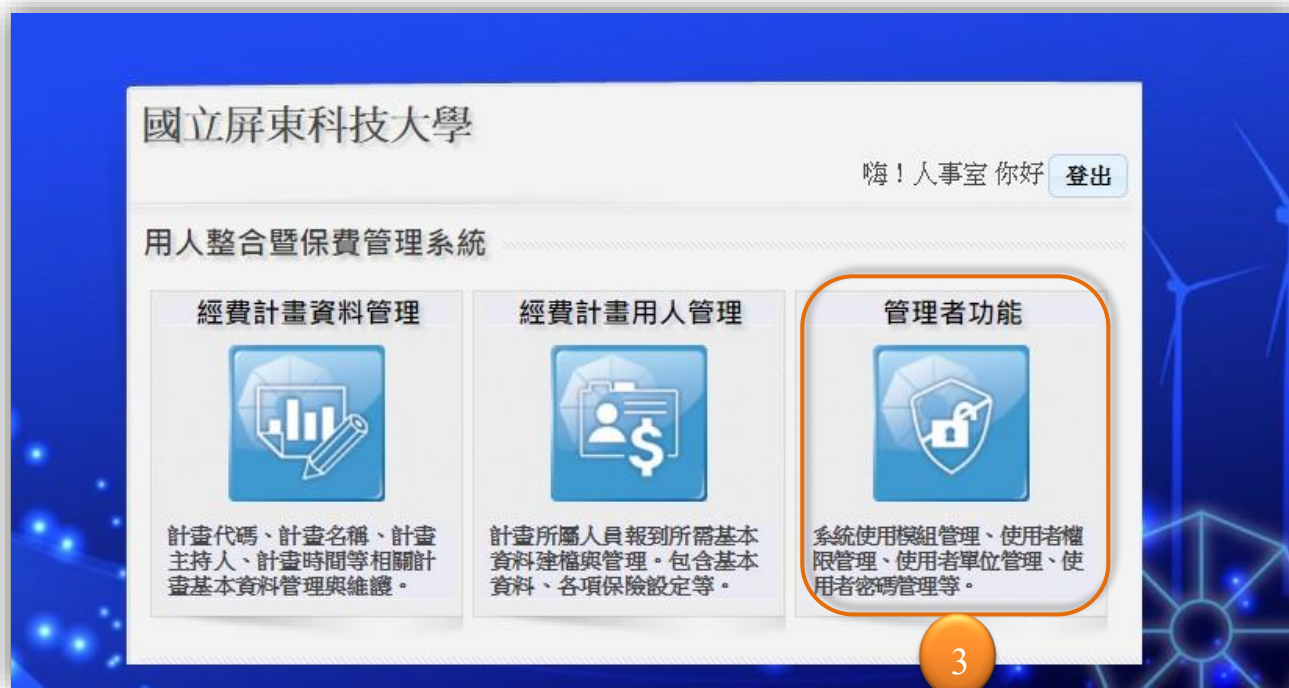 國立屏東科技大學
嗨！人事室 你好 登出
用人整合暨保費管理系統
經費計畫資料管理
經費計畫用人管理
管理者功能
計畫代碼、計畫名稱、計畫
主持人、計畫時間等相關計
畫基本資料管理與維護。
計畫所屬人員報到所需基本
資料建檔與管理。包含基本
資料、各項保險設定等。
系統使用模組管理、使用者權
限管理、使用者單位管理、使
用者密碼管理等。
3